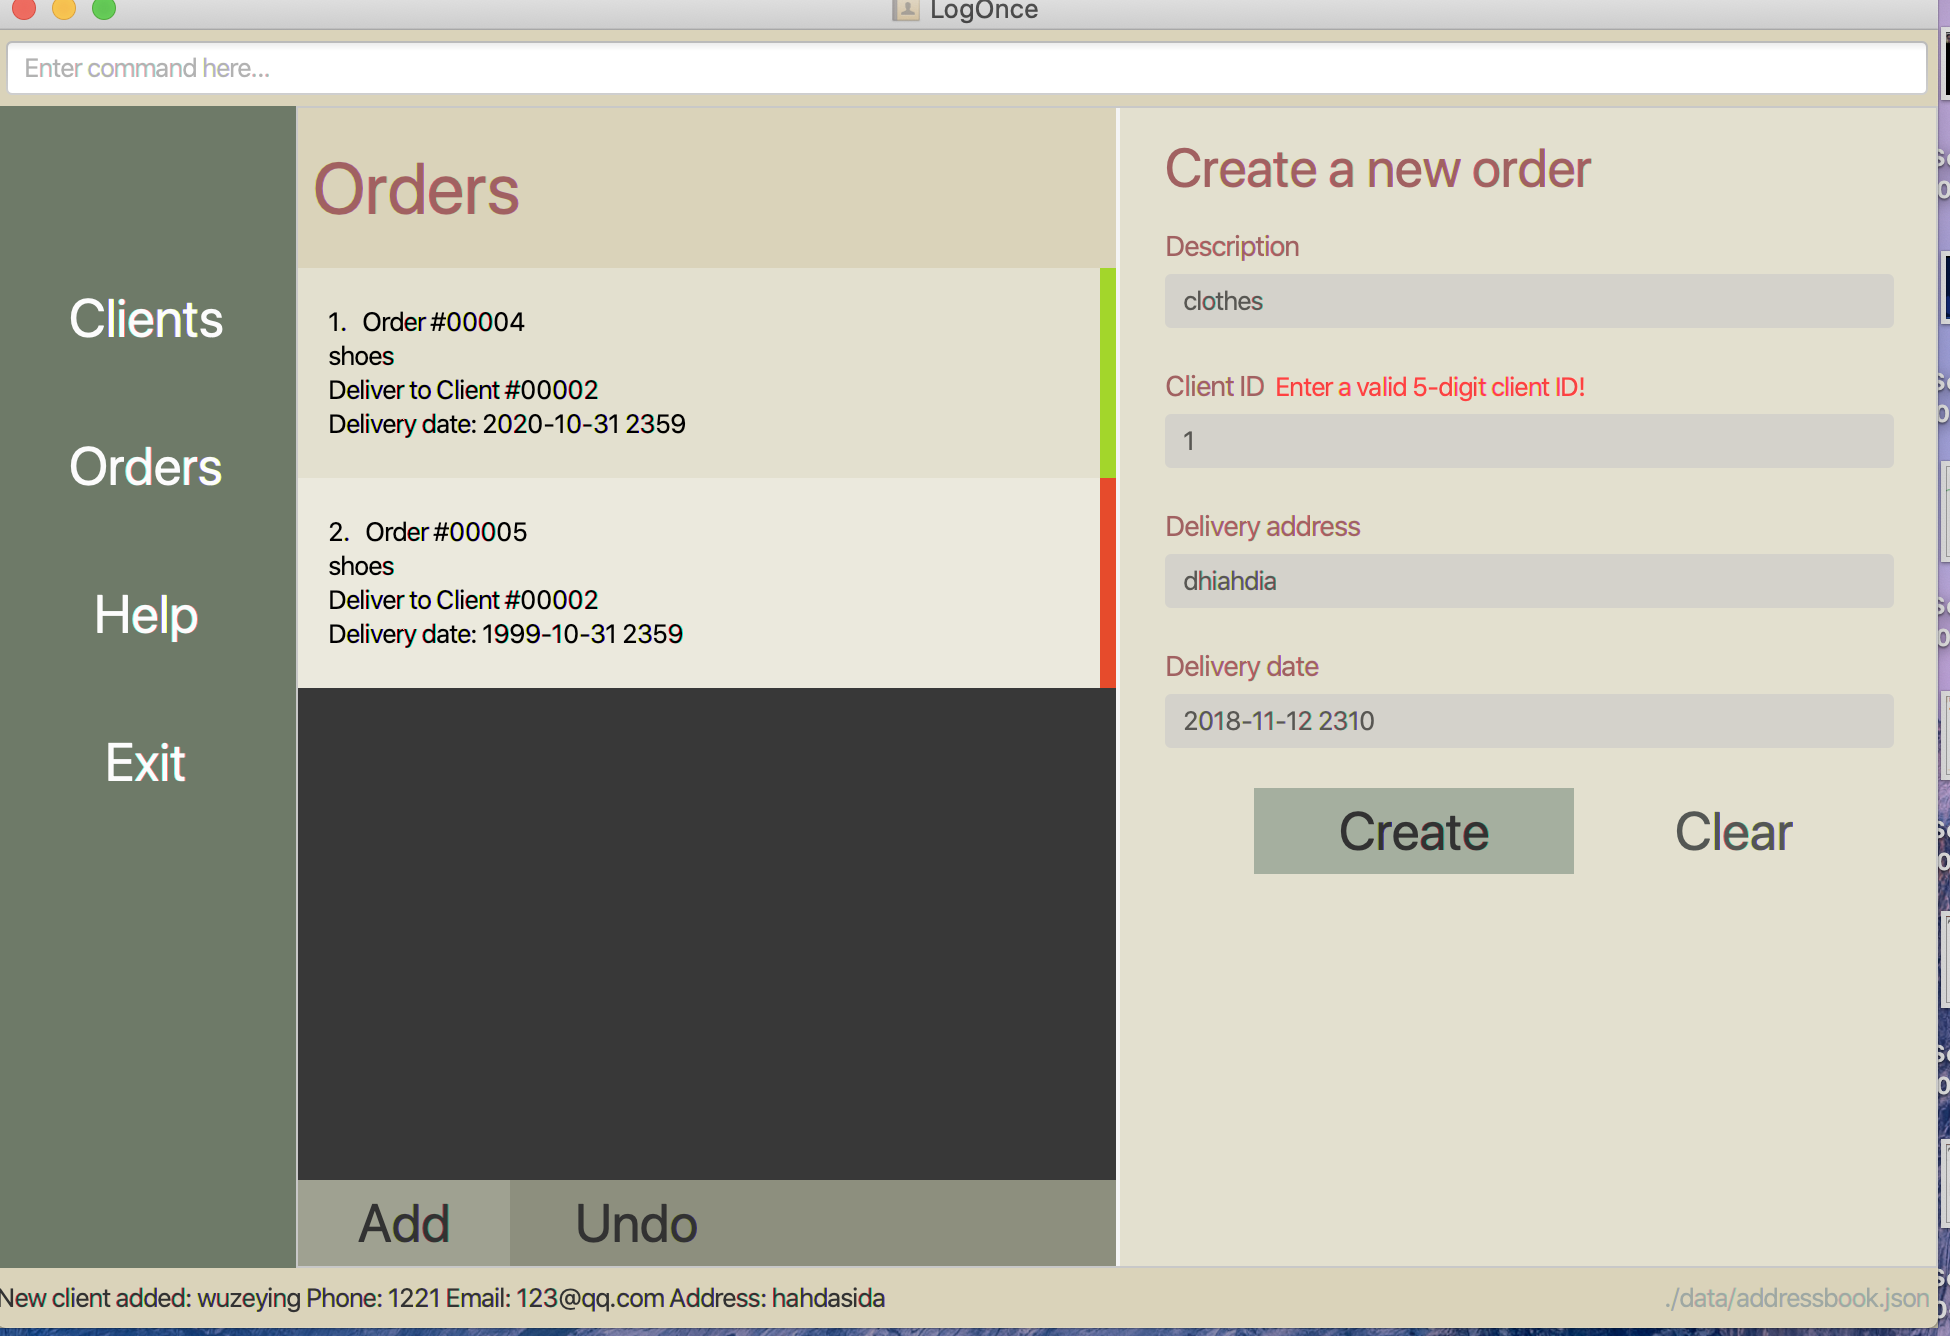 LogOnce
Enter command here...
Clients
Orders
Help
Exit
Orders
1. Order #00004
shoes
Deliver to Client #00002
Delivery date: 2020-10-31 2359
2. Order #00005
shoes
Deliver to Client #00002
Delivery date: 1999-10-31 2359
Add
Undo
Create a new order
Description
clothes
Client ID Enter a valid 5-digit client ID!
1
Delivery address
dhiahdia
Delivery date
2018-11-12 2310
Create
Clear
New client added: wuzeying Phone: 1221 Email: 123@qq.com Address: hahdasida
./data/addressbook.json